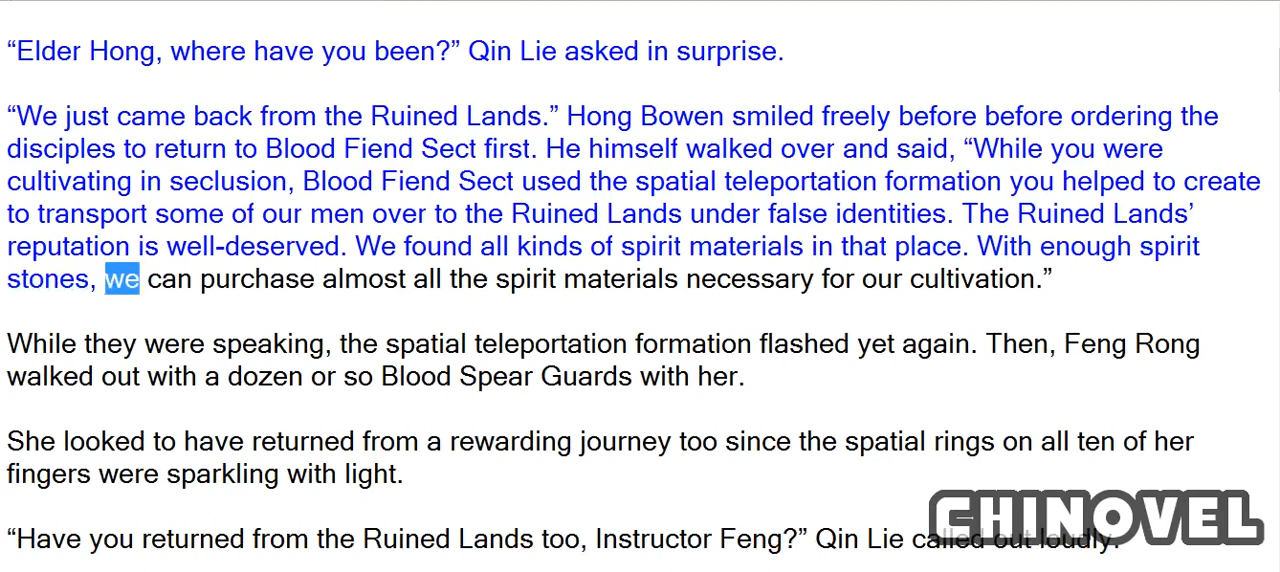 “Elder Hong, where have you been?” Qin Lie asked in surprise.
“We just came back from the Ruined Lands.” Hong Bowen smiled freely before before ordering the
disciples to return to Blood Fiend Sect first. He himself walked over and said, “While you were
cultivating in seclusion, Blood Fiend Sect used the spatial teleportation formation you helped to create
to transport some of our men over to the Ruined Lands under false identities. The Ruined Lands’
reputation is well-deserved. We found all kinds of spirit materials in that place. With enough spirit
stones, we can purchase almost all the spirit materials necessary for our cultivation.”
While they were speaking, the spatial teleportation formation flashed yet again. Then, Feng Rong
walked out with a dozen or so Blood Spear Guards with her.
She looked to have returned from a rewarding journey too since the spatial rings on all ten of her
fingers were sparkling with light.
“Have you returned from the Ruined Lands too, Instructor Feng?” Qin Lie called out loudly.
CHINOVEL